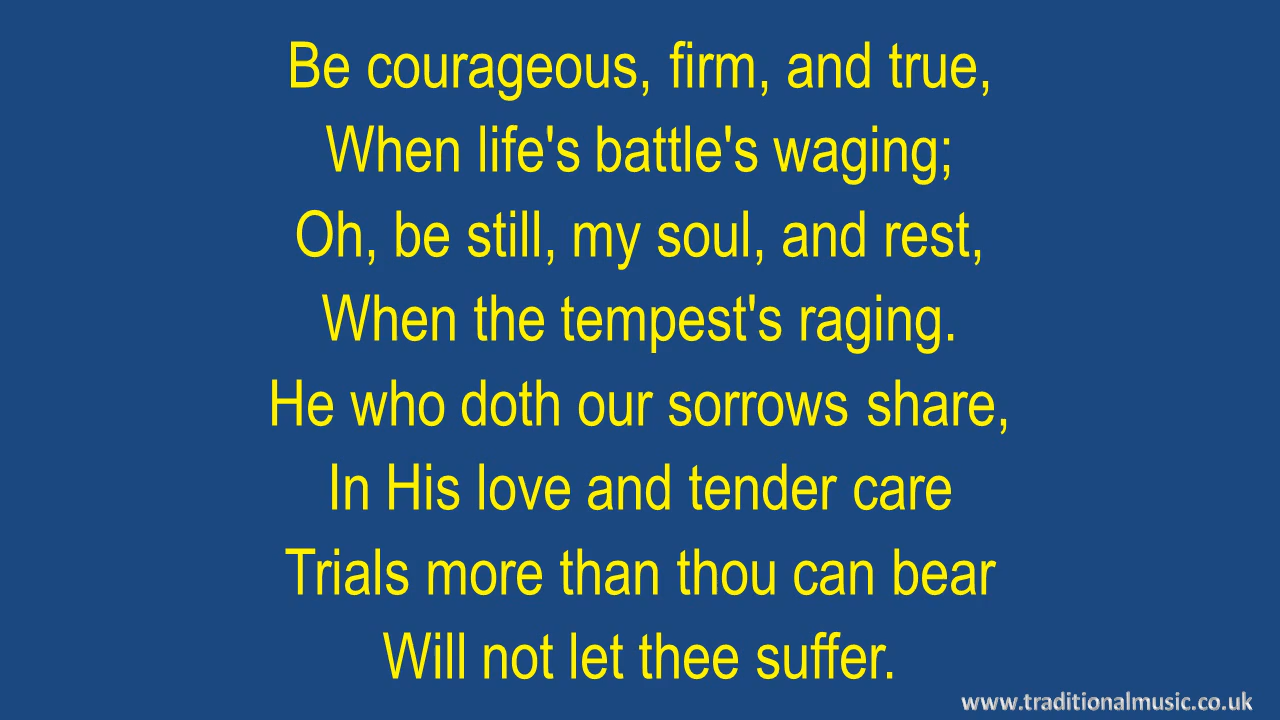 Be courageous, firm, and true,
When life's battle's waging;
Oh, be still, my soul, and rest,
When the tempest's raging.
He who doth our sorrows share,
In His love and tender care
Trials more than thou can bear
Will not let thee suffer.
www.traditionalmusic.co.uk